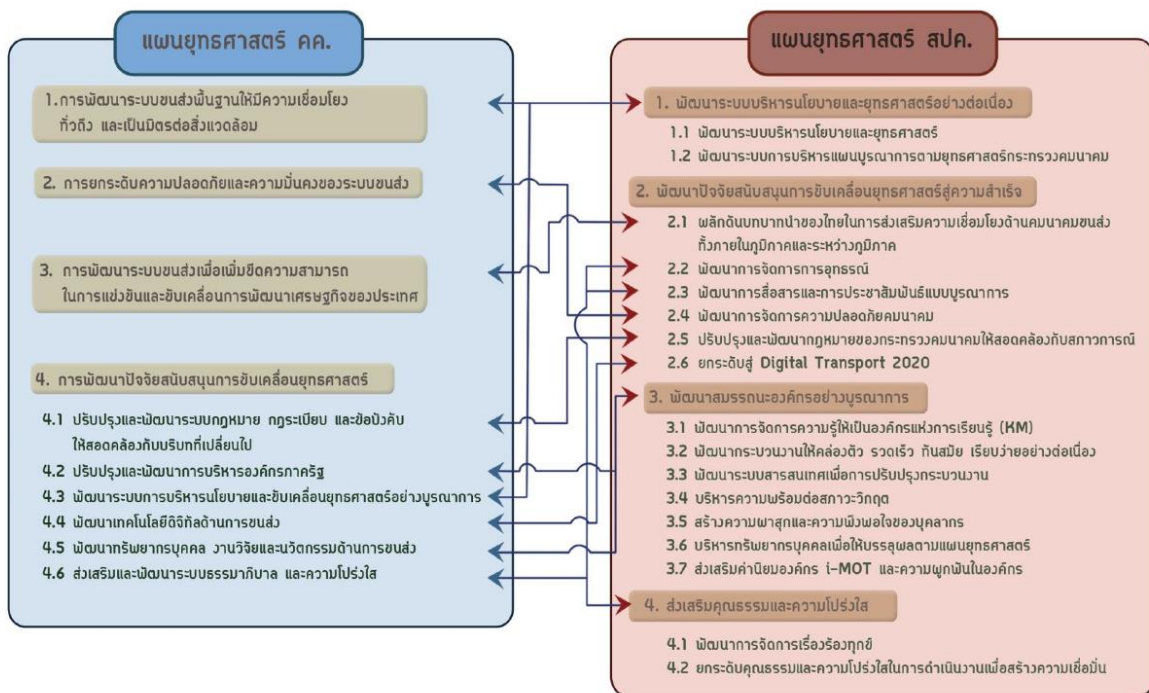 แผนยุทธศาสตร์ คค.
1. การพัฒนาระบบขนส่งพื้นฐานให้มีความเชื่อมโยง
ทั่วถึง และเป็นมิตรต่อสิ่งแวดล้อม
2. การยกระดับความปลอดภัยและความมั่นคงของระบบขนส่ง
3. การพัฒนาระบบขนส่งเพื่อเพิ่มขีดความสามารถ
ในการแข่งขันและขับเคลื่อนการพัฒนาเศรษฐกิจของประเทศ
4. การพัฒนาปัจจัยสนับสนุนการขับเคลื่อนยุทธศาสตร์
4.1 ปรับปรุงและพัฒนาระบบกฎหมาย กฎระเบียบ และข้อบังคับ
ให้สอดคล้องกับบริบทที่เปลี่ยนไป
4.2 ปรับปรุงและพัฒนาการบริหารองค์กรภาครัฐ
4.3 พัฒนาระบบการบริหารนโยบายและขับเคลื่อนยุทธศาสตร์อย่างบูรณาการ
4.4 พัฒนาเทคโนโลยีดิจิทัลด้านการขนส่ง
4.5 พัฒนาทรัพยากรบุคคล งานวิจัยและนวัตกรรมด้านการขนส่ง
4.6 ส่งเสริมและพัฒนาระบบธรรมาภิบาล และความโปร่งใส
แผนยุทธศาสตร์ สปค.
1. พัฒนาระบบบริหารนโยบายและยุทธศาสตร์อย่างต่อเนื่อง
1.1 พัฒนาระบบบริหารนโยบายและยุทธศาสตร์
1.2 พัฒนาระบบการบริหารแผนบูรณาการตามยุทธศาสตร์กระทรวงคมนาคม
2. พัฒนาปัจจัยสนับสนุนการขับเคลื่อนยุทธศาสตร์สู่ความสำเร็จ
2.1 ผลักดันบทบาทนำของไทยในการส่งเสริมความเชื่อมโยงด้านคมนาคมขนส่ง
ทั้งภายในภูมิภาคและระหว่างภูมิภาค
2.2 พัฒนาการจัดการการอุทธรณ์
2.3 พัฒนาการสื่อสารและการประชาสัมพันธ์แบบบูรณาการ
2.4 พัฒนาการจัดการความปลอดภัยคมนาคม
2.5 ปรับปรุงและพัฒนากฎหมายของกระทรวงคมนาคมให้สอดคล้องกับสภาวการณ์
2.6 ยกระดับสู่ Digital Transport 2020
3. พัฒนาสมรรถนะองค์กรอย่างบูรณาการ
3.1 พัฒนาการจัดการความรู้ให้เป็นองค์กรแห่งการเรียนรู้ (KM)
3.2 พัฒนากระบวนงานให้คล่องตัว รวดเร็ว ทันสมัย เรียบง่ายอย่างต่อเนื่อง
3.3 พัฒนาระบบสารสนเทศเพื่อการปรับปรุงกระบวนงาน
3.4 บริหารความพร้อมต่อสภาวะวิกฤต
3.5 สร้างความผาสุกและความพึงพอใจของบุคลากร
3.6 บริหารทรัพยากรบุคคลเพื่อให้บรรลุผลตามแผนยุทธศาสตร์
3.7 ส่งเสริมค่านิยมองค์กร i-MOT และความผูกพันในองค์กร
4. ส่งเสริมคุณธรรมและความโปร่งใส
4.1 พัฒนาการจัดการเรื่องร้องทุกข์
4.2 ยกระดับคุณธรรมและความโปร่งใสในการดำเนินงานเพื่อสร้างความเชื่อมั่น